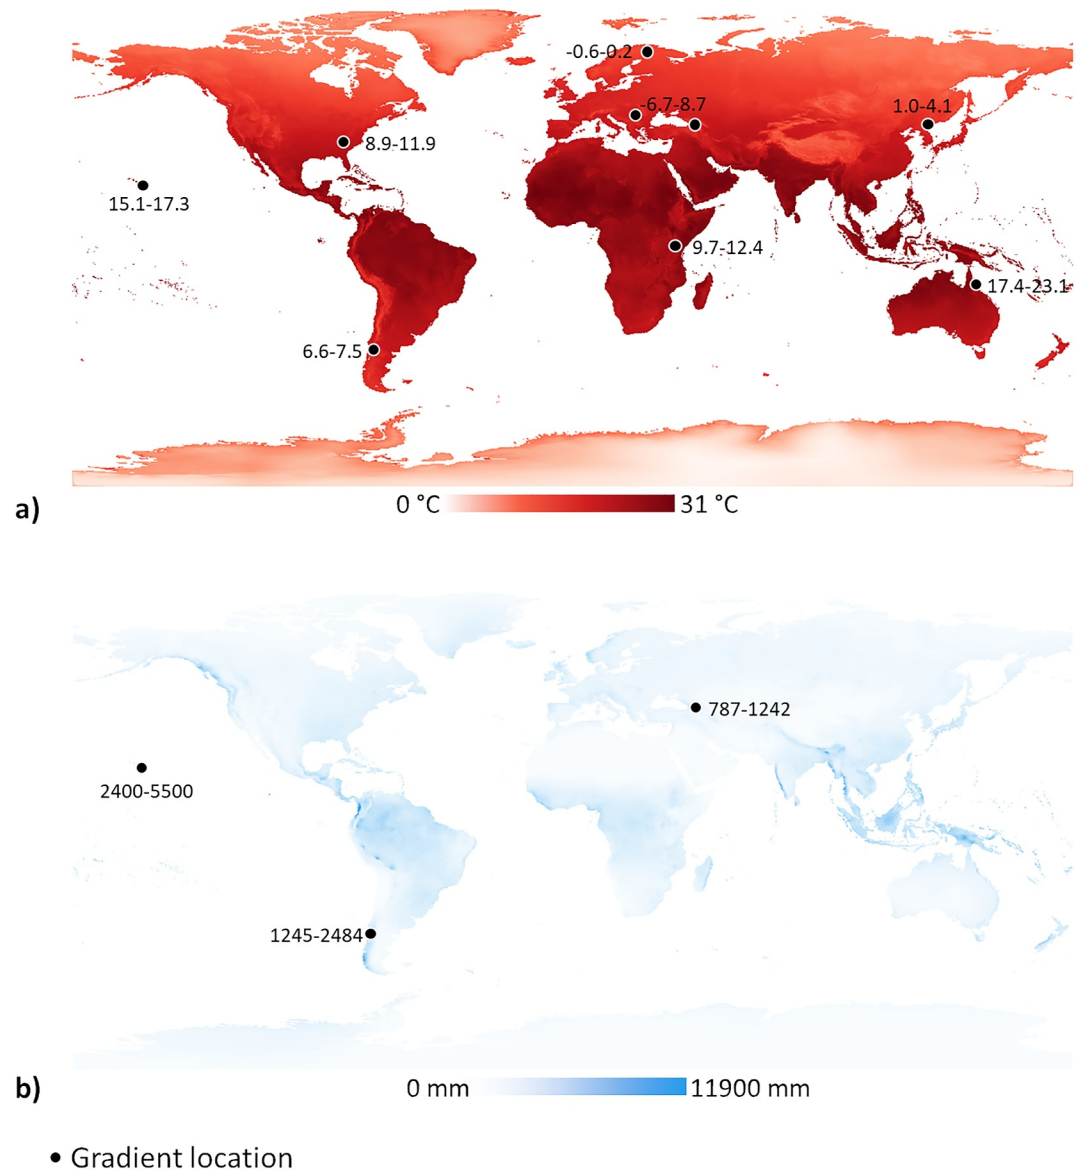 -0.6-0.2
-6.7-8.7
1.0-4.1
8.9-11.9
15.1-17.3
9.7-12.4
17.4-23.1
6.6-7.5
a)
0 °C
31 °C
787-1242
2400-5500
1245-2484
b)
0 mm
11900 mm
• Gradient location